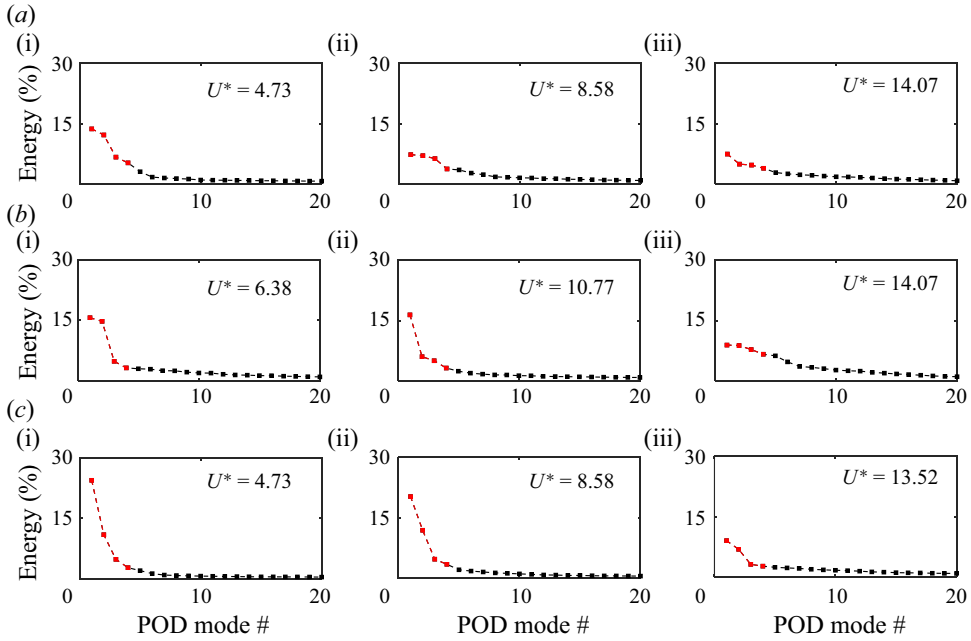 (a)
(i) (ii) (iii)
30 30 30
U* = 4.73 U* = 8.58 U* = 14.07
Energy (%)
15 15 15
0 10 20 0 10 20 0 10 20
(b)
(i) (ii) (iii)
30 30 30
U* = 6.38 U* = 10.77 U* = 14.07
Energy (%)
15 15 15
0 10 20 0 10 20 0 10 20
(c)
(i) (ii) (iii)
30 30 30
U* = 4.73 U* = 8.58 U* = 13.52
Energy (%)
15 15 15
0 10 20 0 10 20 0 10 20
POD mode # POD mode # POD mode #